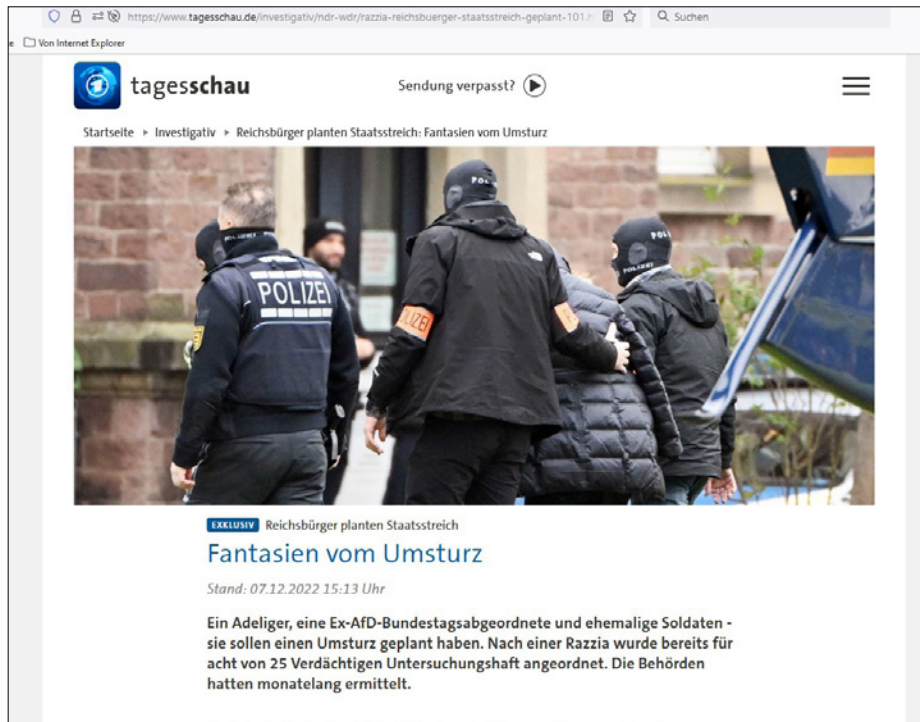 https://www.tagesschau.de/investigativ/ndr-wdr/razzia-reichsbuerger-staatsstreich-geplant-101.h
Suchen
e Von Internet Explorer
tagesschau
Sendung verpasst?
Startseite ▸ Investigativ ▸ Reichsbürger planten Staatsstreich: Fantasien vom Umsturz
POLIZEI
POLIZEI
EXKLUSIV Reichsbürger planten Staatsstreich
Fantasien vom Umsturz
Stand: 07.12.2022 15:13 Uhr
Ein Adeliger, eine Ex-AfD-Bundestagsabgeordnete und ehemalige Soldaten -
sie sollen einen Umsturz geplant haben. Nach einer Razzia wurde bereits für
acht von 25 Verdächtigen Untersuchungshaft angeordnet. Die Behörden
hatten monatelang ermittelt.